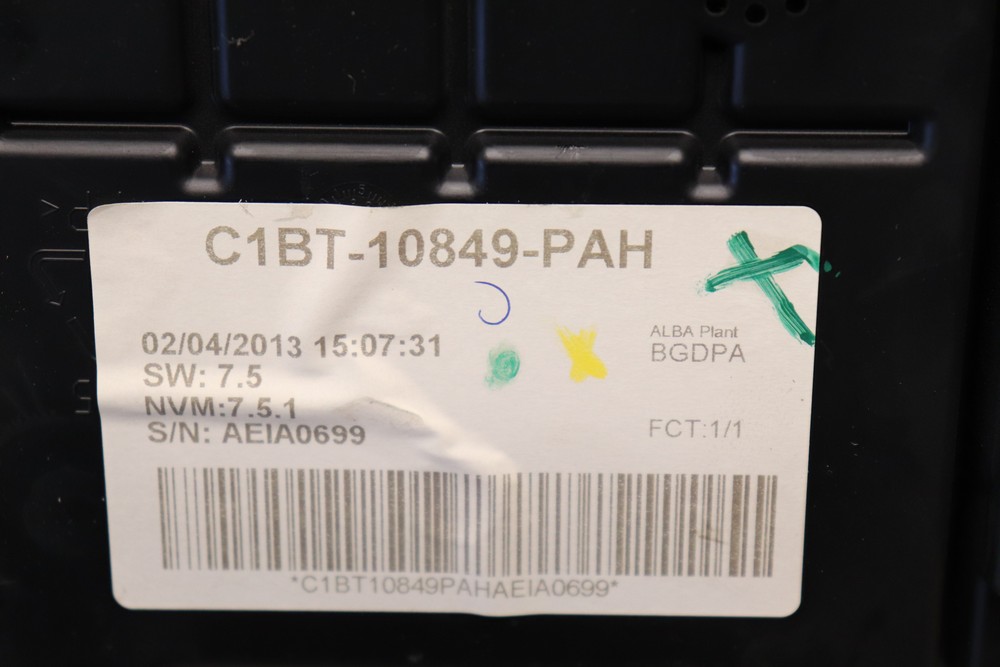 C1BT-10849-PAH
02/04/2013 15:07:31
SW: 7.5
NVM:7.5.1
S/N: AEIA0699
ALBA Plant
BGDPA
FCT:1/1
*C1BT10849PAHAEIA0699*